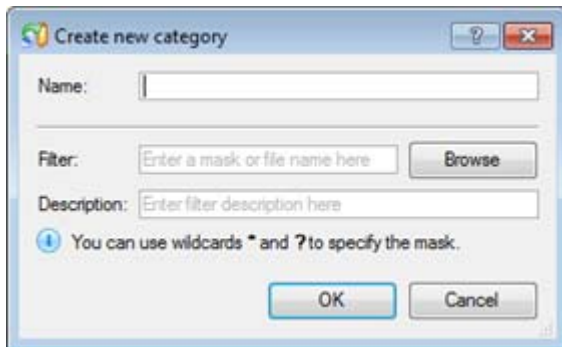 Create new category
Name:
Filter: Enter a mask or file name here Browse
Description: Enter filter description here
You can use wildcards * and ? to specify the mask.
OK Cancel